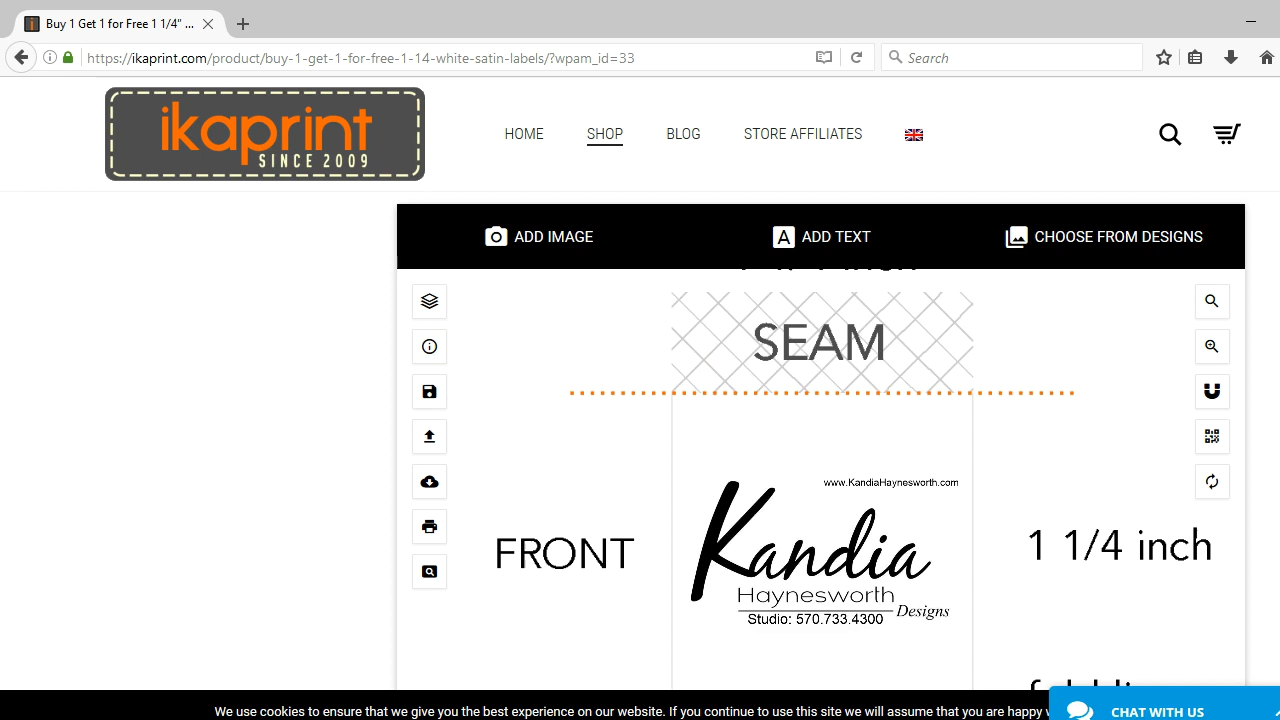 Buy 1 Get 1 for Free 1 1/4" ...
https://ikaprint.com/product/buy-1-get-1-for-free-1-14-white-satin-labels/?wpam_id=33
Search
ikaprint
SINCE 2009
HOME
SHOP
BLOG
STORE AFFILIATES
ADD IMAGE
ADD TEXT
CHOOSE FROM DESIGNS
SEAM
www.KandiaHaynesworth.com
FRONT
Kandia
1 1/4 inch
Haynesworth
Designs
Studio: 570.733.4300
We use cookies to ensure that we give you the best experience on our website. If you continue to use this site we will assume that you are happy
CHAT WITH US